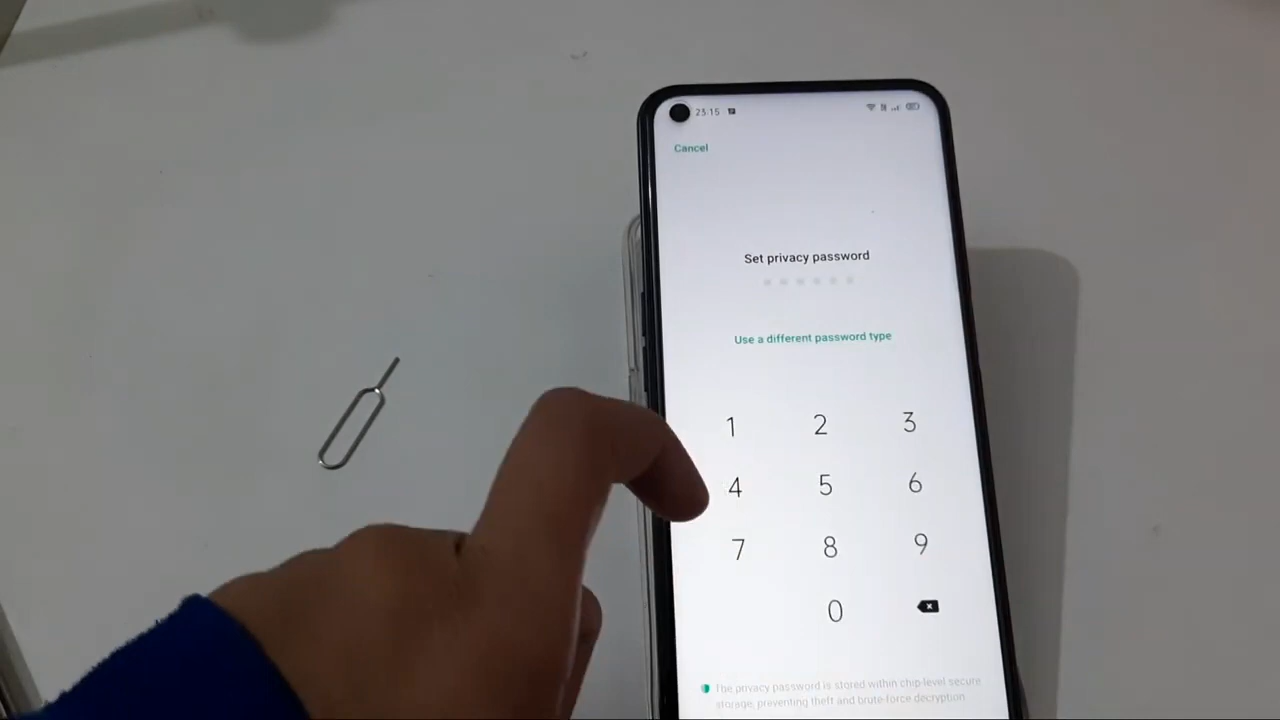 23:15
Cancel
Set privacy password
Use a different password type
1 2 3
4 5 6
7 8 9
0
The privacy password is stored within chip-level secure
storage, preventing theft and brute-force decryption.